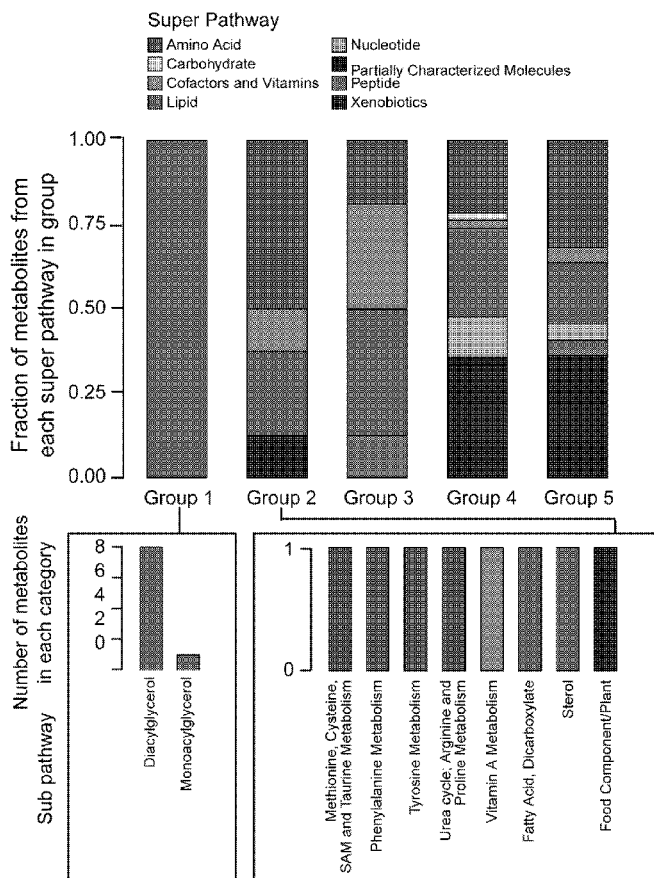 Super Pathway
Amino Acid
Carbohydrate
Cofactors and Vitamins
Lipid
Nucleotide
Partially Characterized Molecules
Peptide
Xenobiotics
Fraction of metabolites from
each super pathway in group
1.00
0.75
0.50
0.25
0.00
Group 1
Group 2
Group 3
Group 4
Group 5
Number of metabolites
in each category
8
6
4
2
0
1
0
Sub pathway
Diacylglycerol
Monoacylglycerol
Methionine, Cysteine,
SAM and Taurine Metabolism
Phenylalanine Metabolism
Tyrosine Metabolism
Urea cycle; Arginine and
Proline Metabolism
Vitamin A Metabolism
Fatty Acid, Dicarboxylate
Sterol
Food Component/Plant